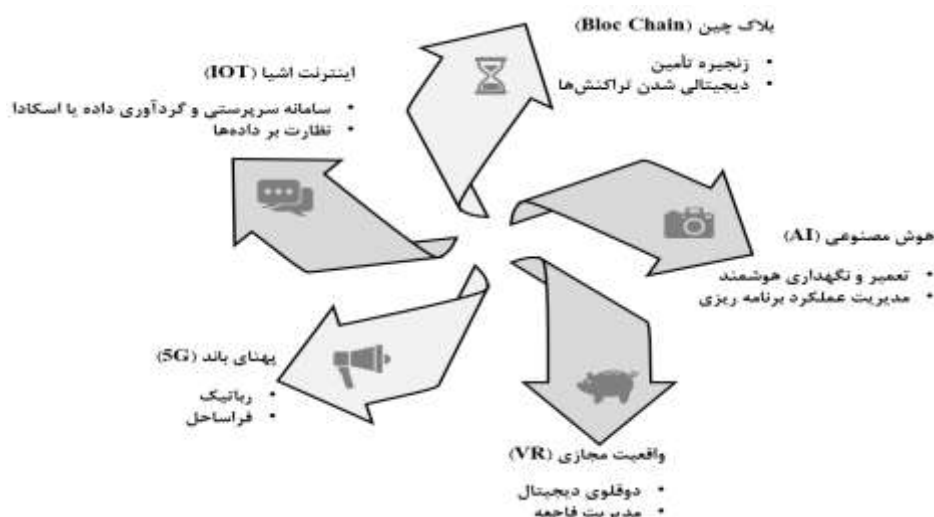 بلاک چین (Bloc Chain)
• زنجیره تأمین
• دیجیتالی شدن تراکنش‌ها
اینترنت اشیا (IOT)
• سامانه سرپرستی و گردآوری داده یا اسکادا
• نظارت بر داده‌ها
هوش مصنوعی (AI)
• تعمیر و نگهداری هوشمند
• مدیریت عملکرد برنامه ریزی
پهنای باند (5G)
• رباتیک
• فراساحل
واقعیت مجازی (VR)
• دوقلوی دیجیتال
• مدیریت فاجعه